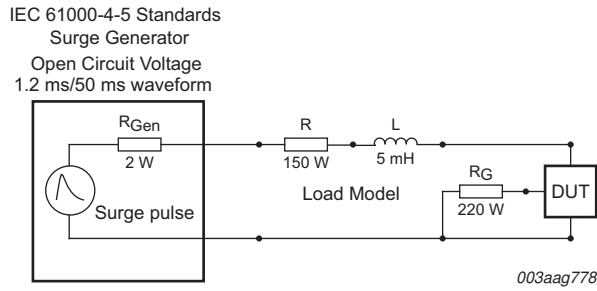 IEC 61000-4-5 Standards
Surge Generator
Open Circuit Voltage
1.2 ms/50 ms waveform
RGen
2 W
Surge pulse
R
150 W
L
5 mH
Load Model
RG
220 W
DUT
003aag778